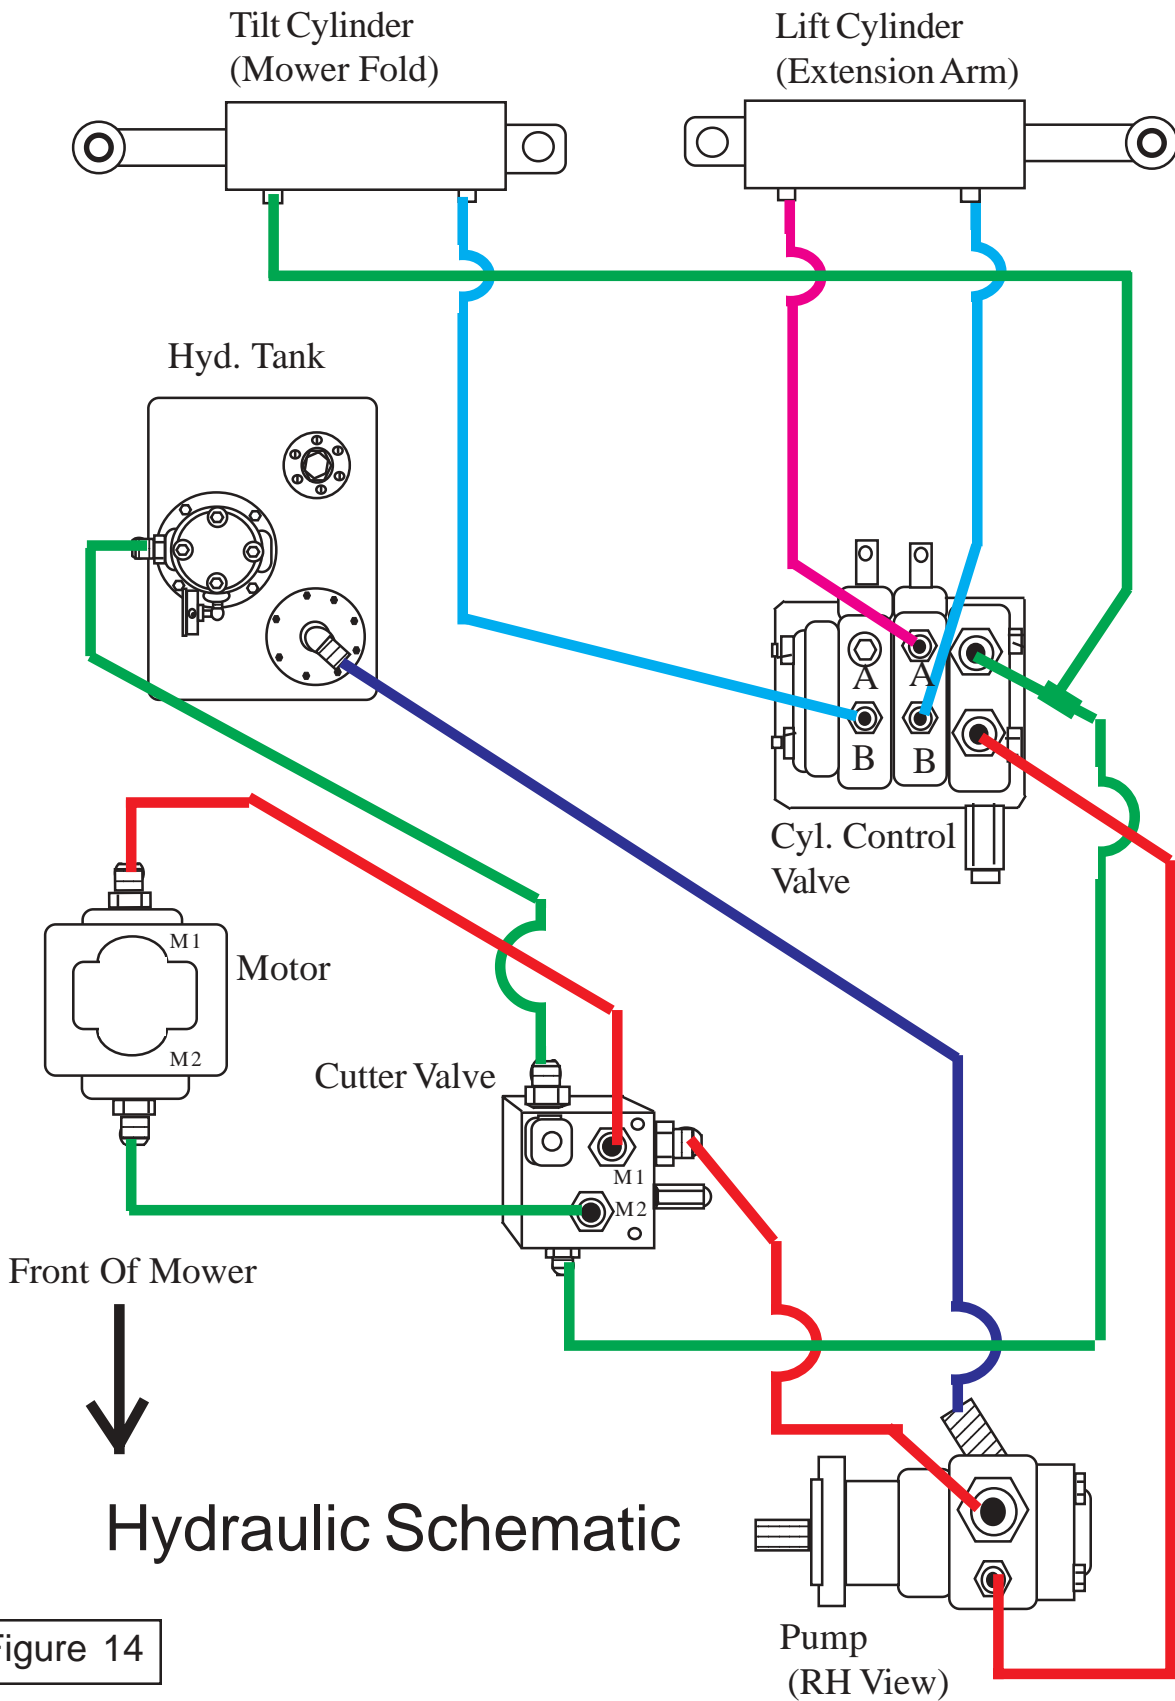 Tilt Cylinder
(Mower Fold)
Lift Cylinder
(Extension Arm)
Hyd. Tank
A
A
B
B
Cyl. Control
Valve
M1
Motor
M2
Cutter Valve
M1
M2
Front Of Mower
Hydraulic Schematic
Figure 14
Pump
(RH View)